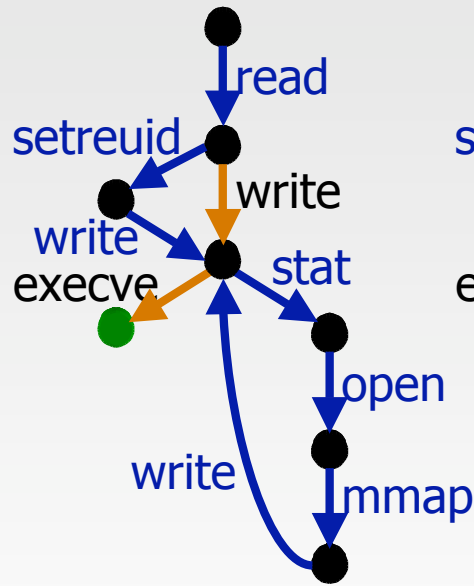 read
setreuid
s
write
write
stat
execve
e
open
write
mmap